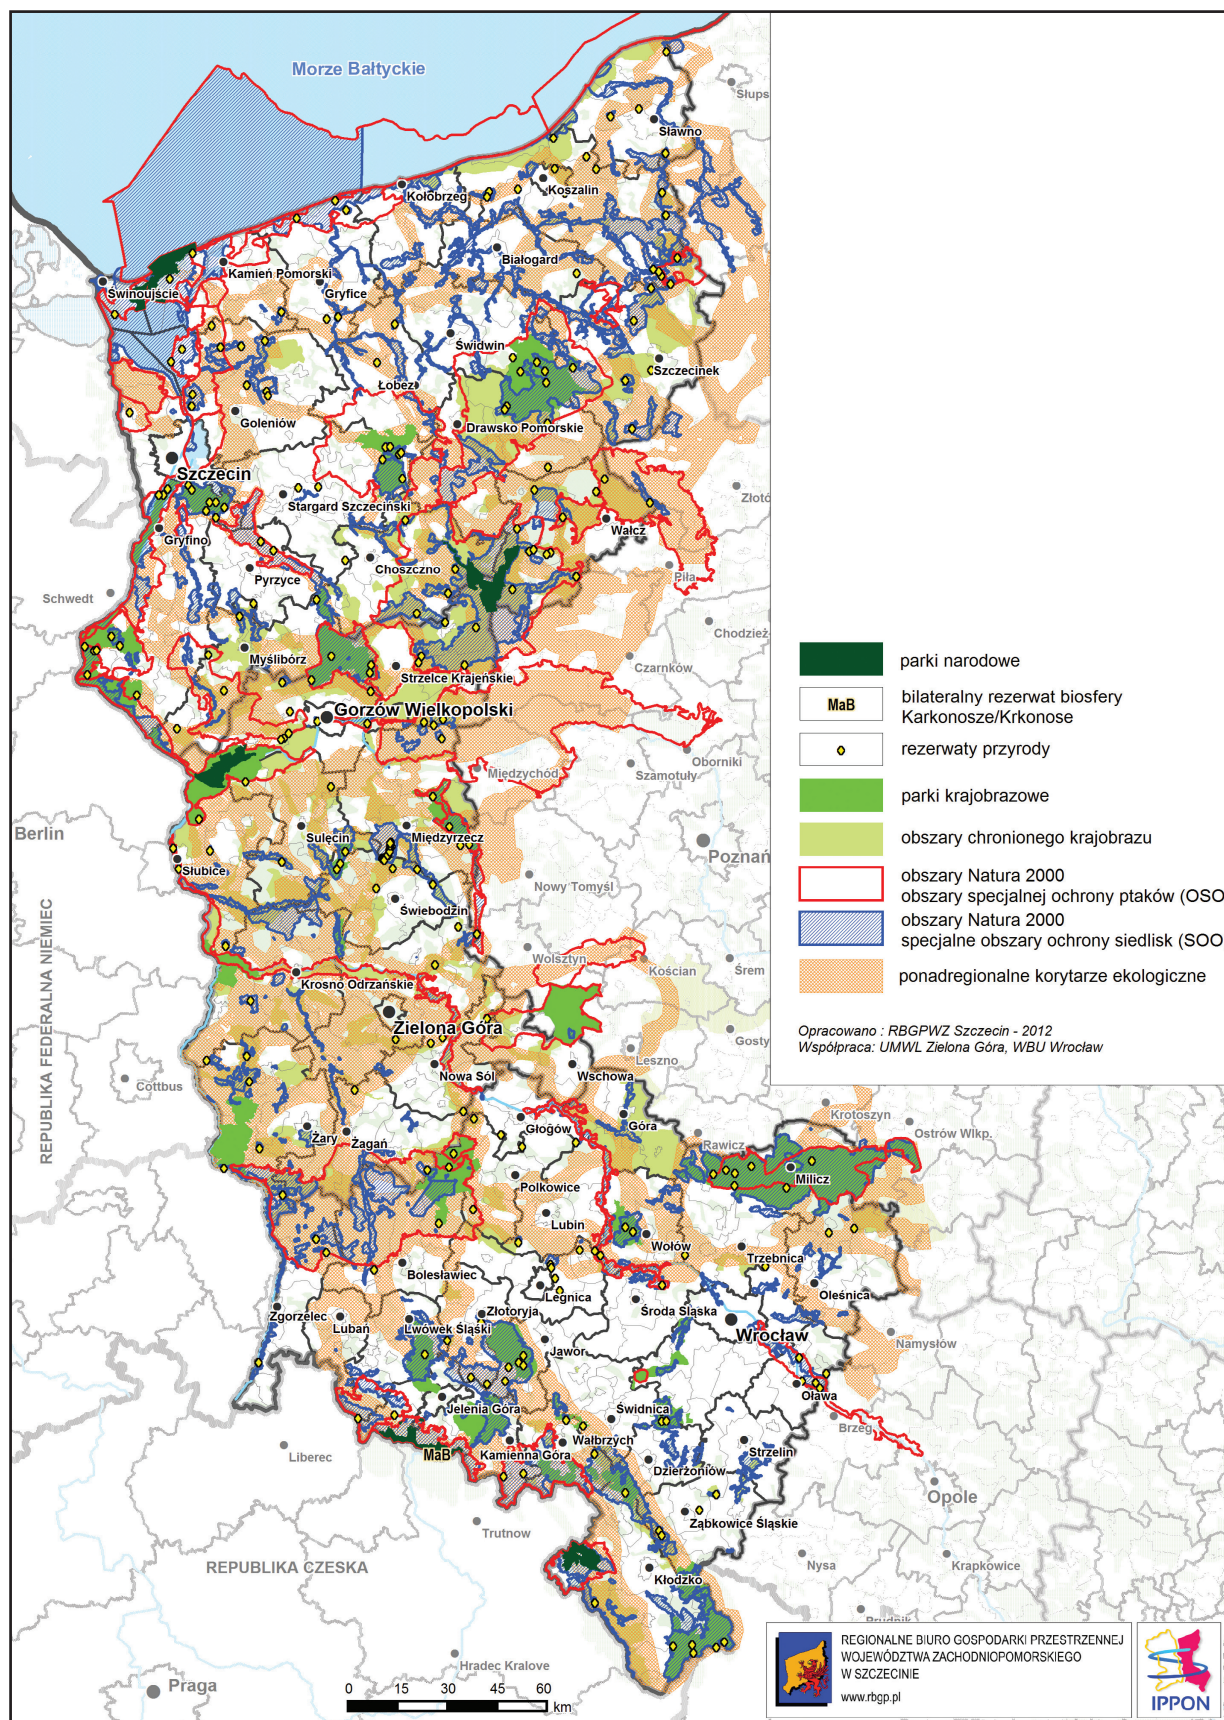 Morze Bałtyckie
Słups
Sławno
Koszalin
Kołobrzeg
Białogard
Kamień Pomorski
Gryfice
Świnoujście
Świdwin
Szczecinek
Łobez
Goleniów
Drawsko Pomorskie
Szczecin
Stargard Szczeciński
Złotó
Wałcz
Gryfino
Choszczno
Pyrzyce
Piła
Schwedt
Chodzież
Myślibórz
Czarnków
Strzelce Krajeńskie
Gorzów Wielkopolski
Oborniki
Międzychód
Szamotuły
Berlin
Sulęcin
Międzyrzecz
Poznań
Słubice
Nowy Tomyśl
Świebodzin
Wolsztyn
Kościan
Śrem
Krosno Odrzańskie
Zielona Góra
Gosty
Leszno
Nowa Sól
Wschowa
Cottbus
REPUBLIKA FEDERALNA NIEMIEC
Krotoszyn
Głogów
Góra
Ostrów Wlkp.
Żary
Żagań
Rawicz
Milicz
Polkowice
Lubin
Wołów
Trzebnica
Bolesławiec
Legnica
Oleśnica
Środa Śląska
Zgorzelec
Lubań
Złotoryja
Lwówek Śląski
Wrocław
Namysłów
Jawor
Oława
Jelenia Góra
Świdnica
Brzeg
Wałbrzych
Kamienna Góra
MaB
Strzelin
Liberec
Dzierżoniów
Opole
Ząbkowice Śląskie
Trutnow
REPUBLIKA CZESKA
Kłodzko
Nysa
Krapkowice
Prudnik
Hradec Kralove
Praga
0 15 30 45 60
km
parki narodowe
MaB
bilateralny rezerwat biosfery
Karkonosze/Krkonose
rezerwaty przyrody
parki krajobrazowe
obszary chronionego krajobrazu
obszary Natura 2000
obszary specjalnej ochrony ptaków (OSO
obszary Natura 2000
specjalne obszary ochrony siedlisk (SOO
ponadregionalne korytarze ekologiczne
Opracowano : RBGPWZ Szczecin - 2012
Współpraca: UMWL Zielona Góra, WBU Wrocław
REGIONALNE BIURO GOSPODARKI PRZESTRZENNEJ
WOJEWÓDZTWA ZACHODNIOPOMORSKIEGO
W SZCZECINIE
www.rbgp.pl
IPPON